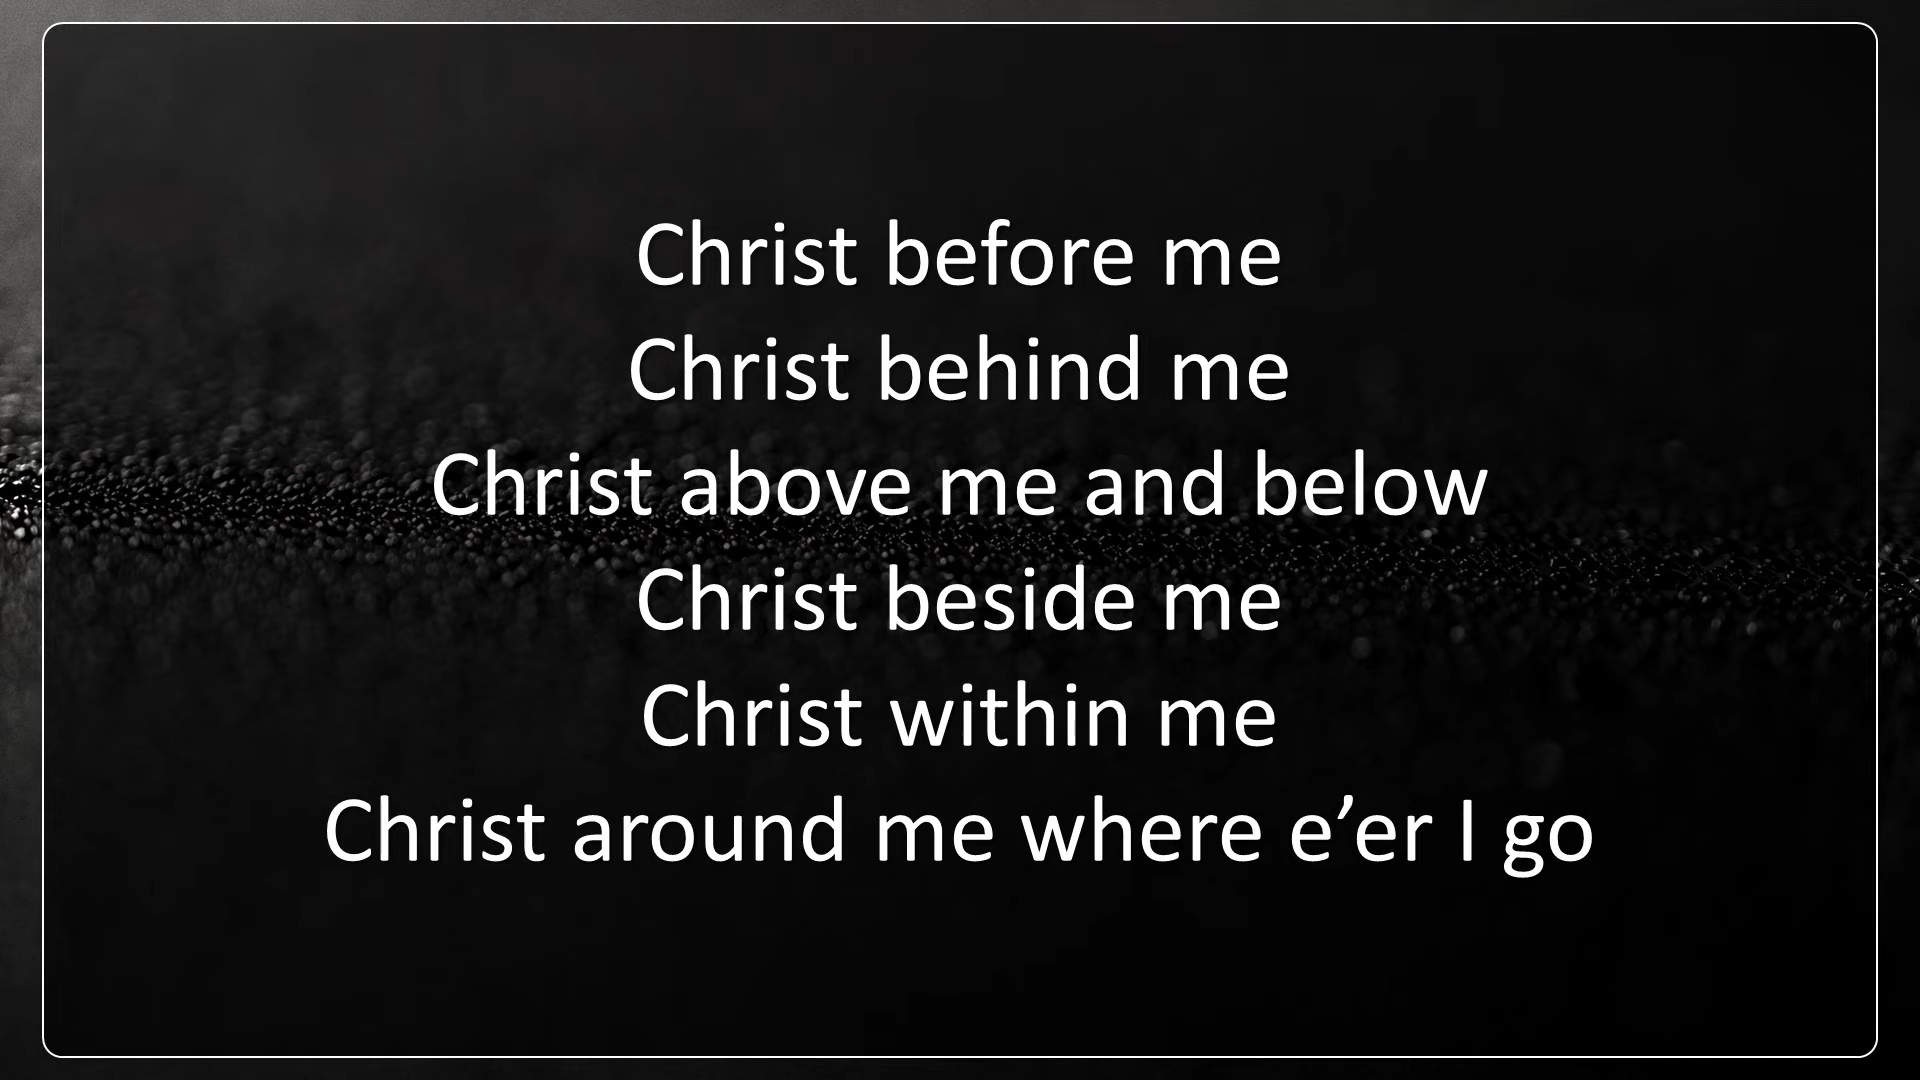 Christ before me
Christ behind me
Christ above me and below
Christ beside me
Christ within me
Christ around me where e’er I go